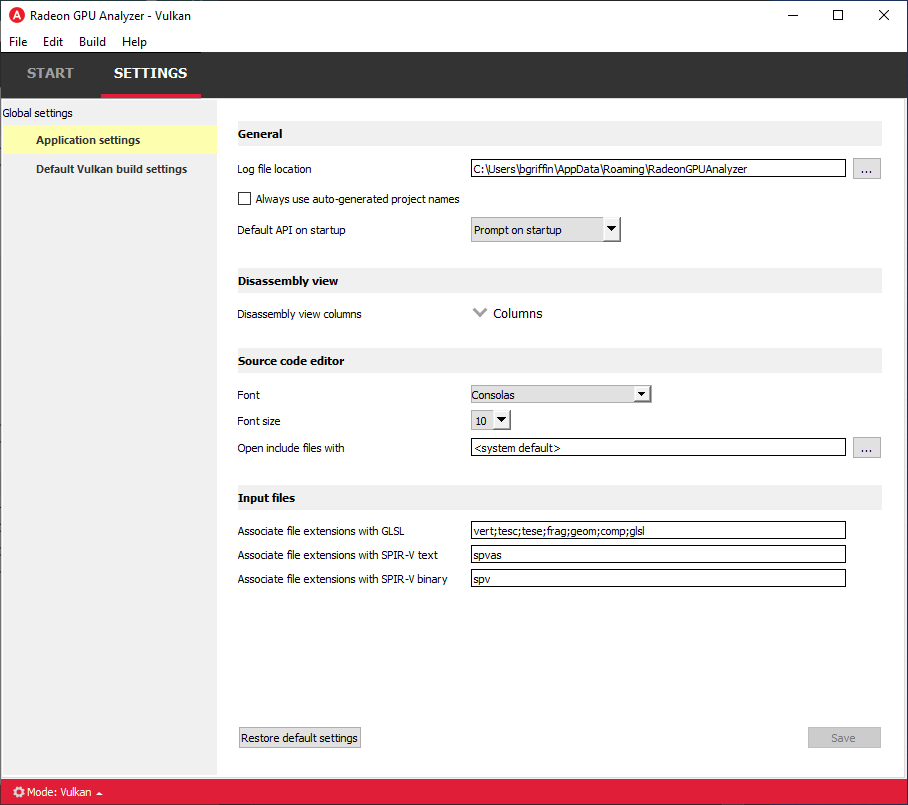 Radeon GPU Analyzer - Vulkan
File Edit Build Help
START SETTINGS
Global settings
Application settings
Default Vulkan build settings
General
Log file location C:\Users\bgriffin\AppData\Roaming\RadeonGPUAnalyzer ...
Always use auto-generated project names
Default API on startup Prompt on startup
Disassembly view
Disassembly view columns Columns
Source code editor
Font Consolas
Font size 10
Open include files with <system default> ...
Input files
Associate file extensions with GLSL vert;tesc;tese;frag;geom;comp;glsl
Associate file extensions with SPIR-V text spvas
Associate file extensions with SPIR-V binary spv
Restore default settings Save
Mode: Vulkan